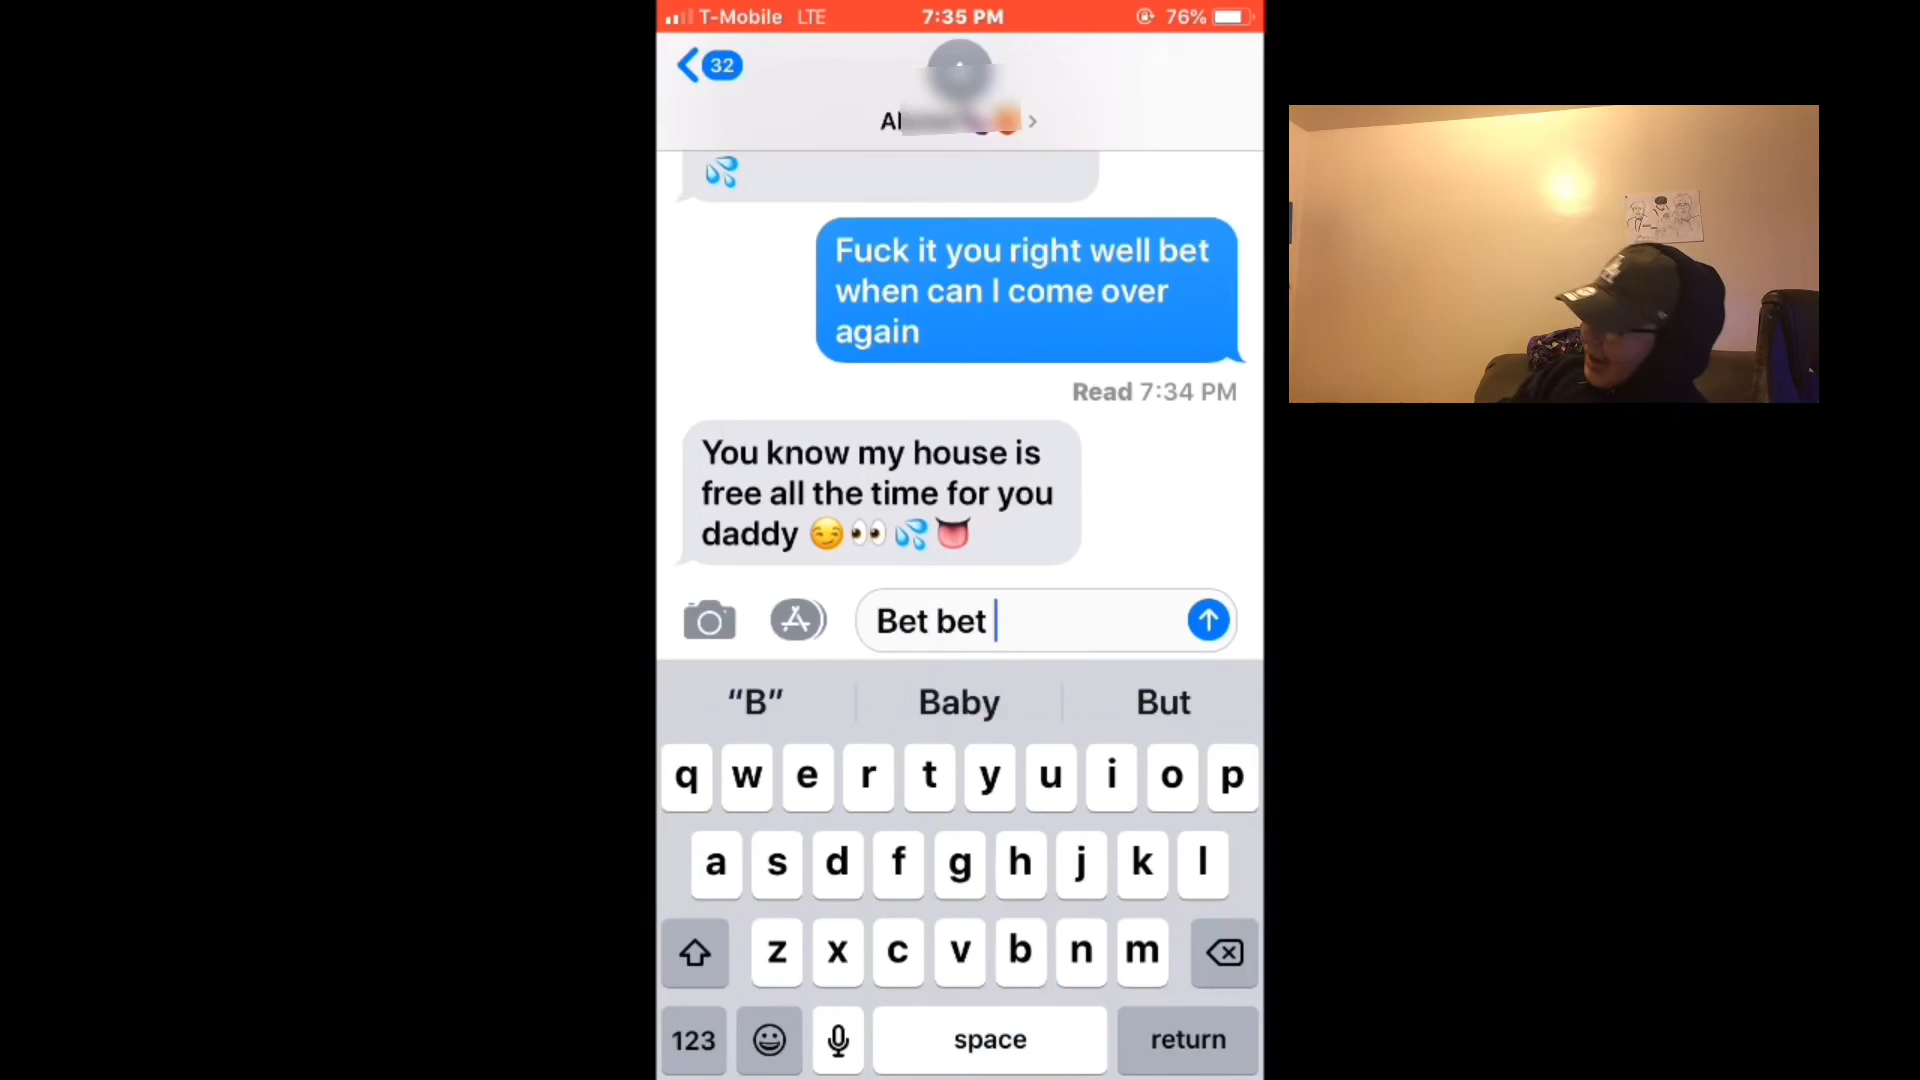 T-Mobile LTE 7:35 PM 76%
32
Al
💦
Fuck it you right well bet
when can I come over
again
Read 7:34 PM
You know my house is
free all the time for you
daddy 😏👀💦👅
Bet bet
“B” Baby But
q w e r t y u i o p
a s d f g h j k l
z x c v b n m
123 space return